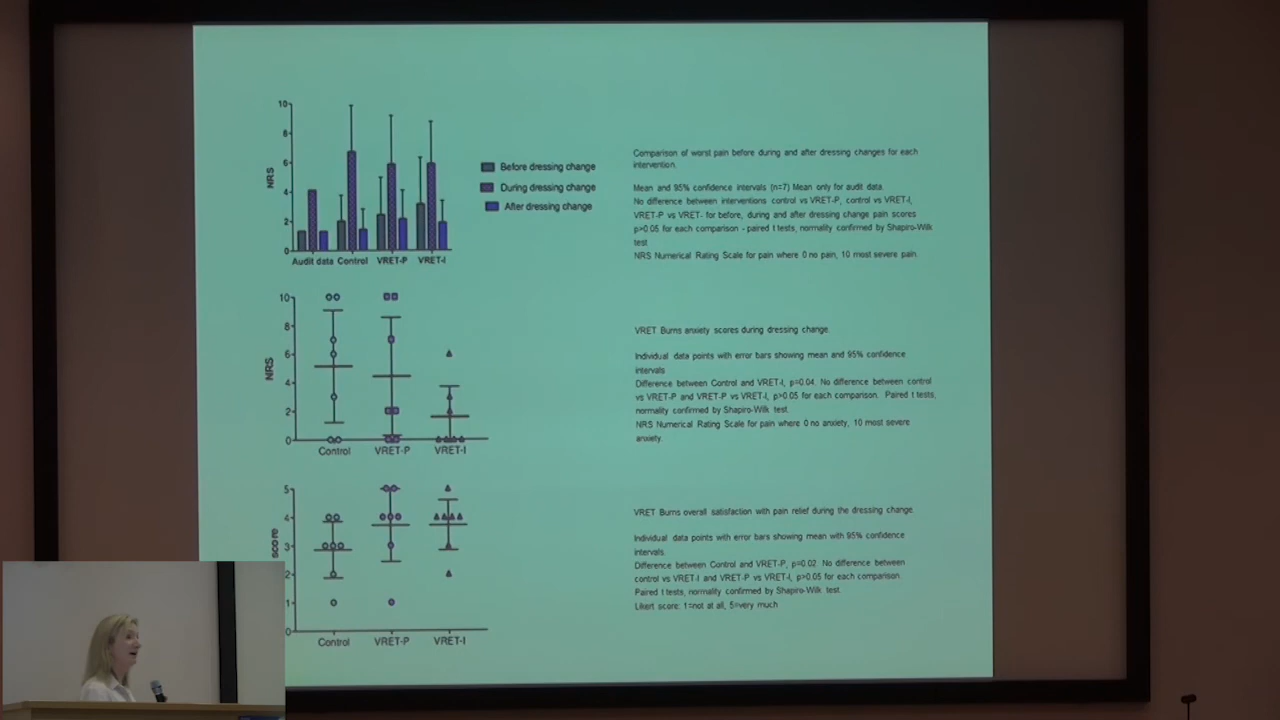 10
8
6
4
2
0
NRS
Audit data Control VRET-P VRET-I
Before dressing change
During dressing change
After dressing change
Comparison of worst pain before during and after dressing changes for each
intervention.
Mean and 95% confidence intervals (n=7) Mean only for audit data.
No difference between interventions control vs VRET-P, control vs VRET-I,
VRET-P vs VRET- for before, during and after dressing change pain scores
p>0.05 for each comparison - paired t tests, normality confirmed by Shapiro-Wilk
test
NRS Numerical Rating Scale for pain where 0 no pain, 10 most severe pain.
10
8
6
4
2
0
NRS
Control VRET-P VRET-I
VRET Burns anxiety scores during dressing change.
Individual data points with error bars showing mean and 95% confidence
intervals
Difference between Control and VRET-I, p=0.04. No difference between control
vs VRET-P and VRET-P vs VRET-I, p>0.05 for each comparison. Paired t tests,
normality confirmed by Shapiro-Wilk test.
NRS Numerical Rating Scale for pain where 0 no anxiety, 10 most severe
anxiety.
5
4
3
2
1
0
score
Control VRET-P VRET-I
VRET Burns overall satisfaction with pain relief during the dressing change.
Individual data points with error bars showing mean with 95% confidence
intervals.
Difference between Control and VRET-P, p=0.02. No difference between
control vs VRET-I and VRET-P vs VRET-I, p>0.05 for each comparison.
Paired t tests, normality confirmed by Shapiro-Wilk test.
Likert score: 1=not at all, 5=very much